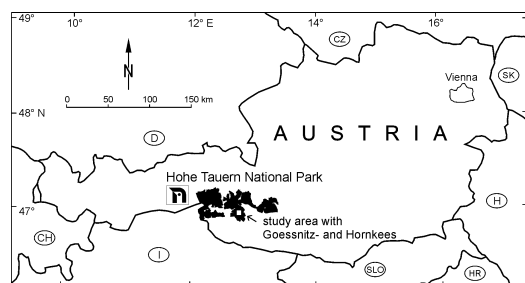 10°
12° E
14°
16°
49°
CZ
N
Vienna
SK
0 50 100 150 km
48° N
D
AUSTRIA
Hohe Tauern National Park
47°
study area with
Goessnitz- and Hornkees
H
CH
I
SLO
HR